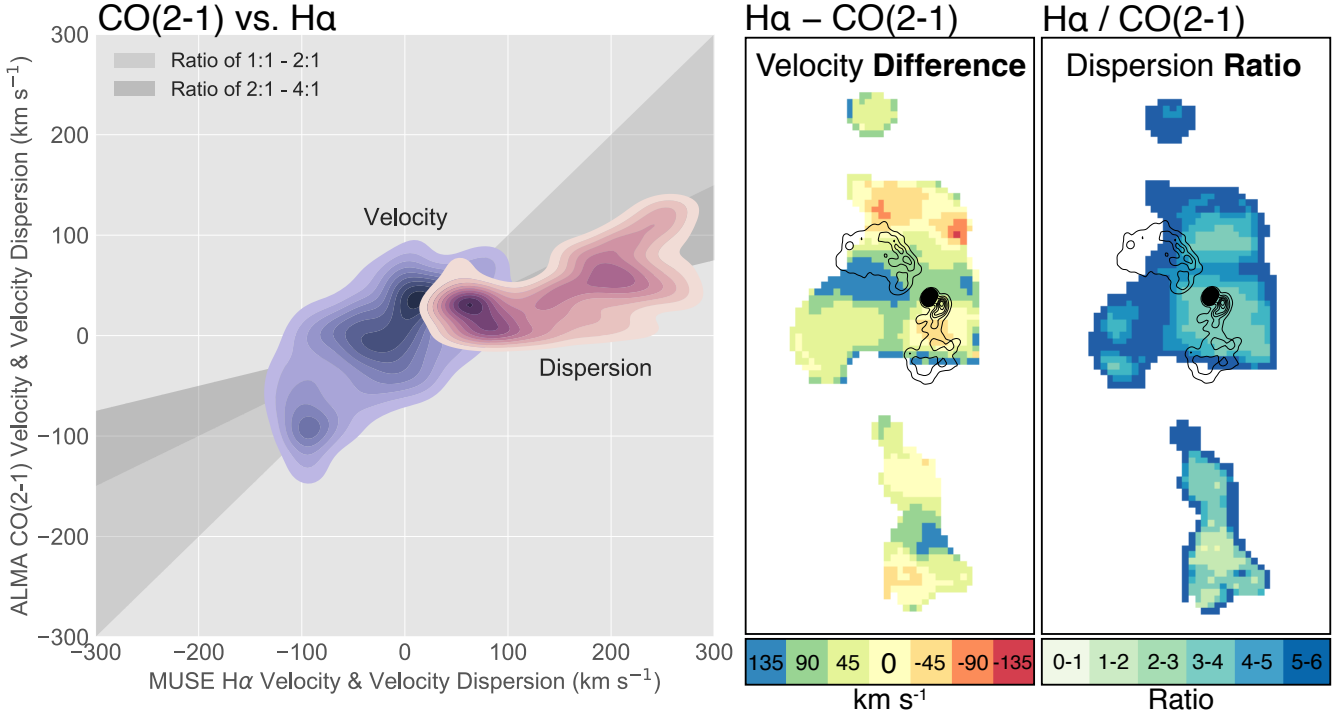 CO(2-1) vs. Hα
Hα – CO(2-1)
Hα / CO(2-1)
Ratio of 1:1 - 2:1
Ratio of 2:1 - 4:1
Velocity
Dispersion
300
200
100
0
−100
−200
−300
−300
−200
−100
0
100
200
300
ALMA CO(2-1) Velocity & Velocity Dispersion (km s⁻¹)
MUSE Hα Velocity & Velocity Dispersion (km s⁻¹)
Velocity Difference
135 90 45 0 -45 -90 -135
km s⁻¹
Dispersion Ratio
0-1 1-2 2-3 3-4 4-5 5-6
Ratio